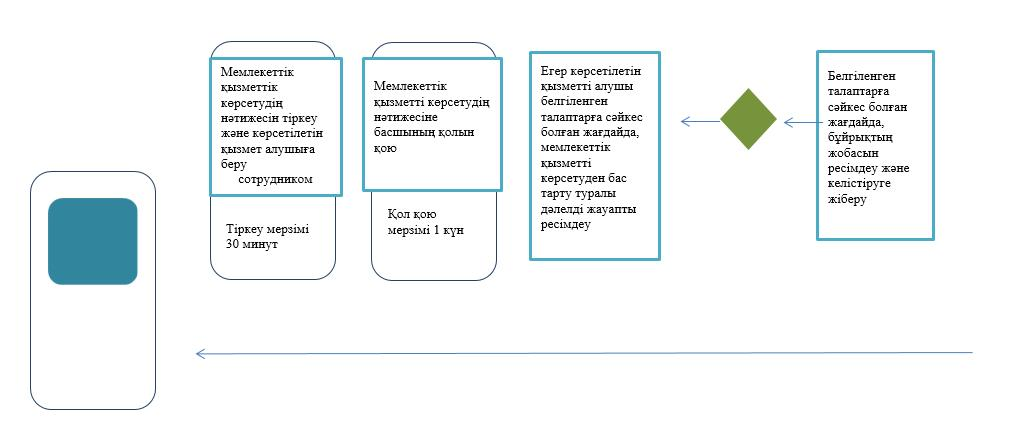 Мемлекеттік
қызметтік
көрсетудің
нәтижесін тіркеу
және көрсетілетін
қызмет алушыға
беру
сотрудником
Тіркеу мерзімі
30 минут
Мемлекеттік
қызметті көрсетудің
нәтижесіне
басшының қолын
қою
Қол қою
мерзімі 1 күн
Егер көрсетілетін
қызметті алушы
белгіленген
талаптарға сәйкес
болған жағдайда,
мемлекеттік
қызметті
көрсетуден бас
тарту туралы
дәлелді жауапты
ресімдеу
Белгіленген
талаптарға
сәйкес болған
жағдайда,
бұйрықтың
жобасын
ресімдеу және
келістіруге
жіберу